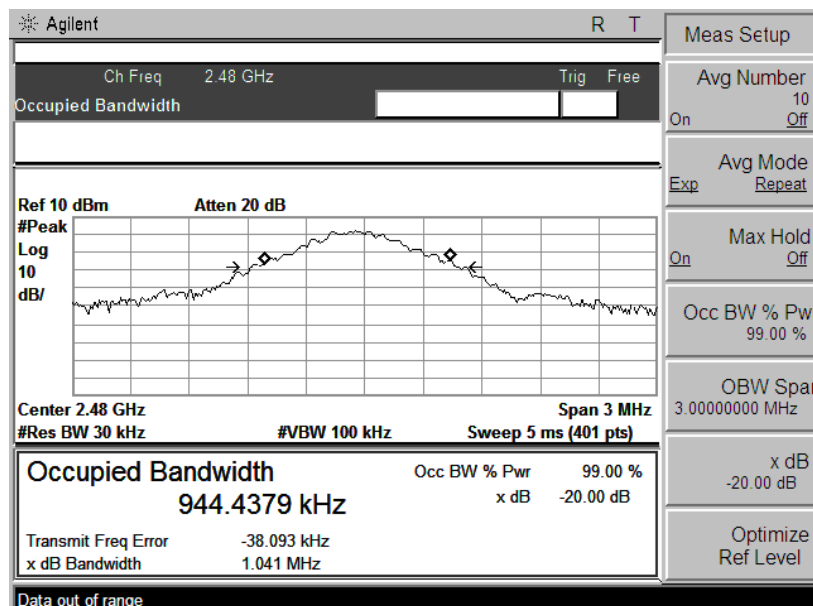 Agilent R T
Ch Freq 2.48 GHz Trig Free
Occupied Bandwidth
Ref 10 dBm Atten 20 dB
#Peak
Log
10
dB/
Center 2.48 GHz Span 3 MHz
#Res BW 30 kHz #VBW 100 kHz Sweep 5 ms (401 pts)
Occupied Bandwidth Occ BW % Pwr 99.00 %
944.4379 kHz x dB -20.00 dB
Transmit Freq Error -38.093 kHz
x dB Bandwidth 1.041 MHz
Data out of range
Meas Setup
Avg Number
10
On Off
Avg Mode
Exp Repeat
Max Hold
On Off
Occ BW % Pw
99.00 %
OBW Spa
3.00000000 MHz
x dB
-20.00 dB
Optimize
Ref Level